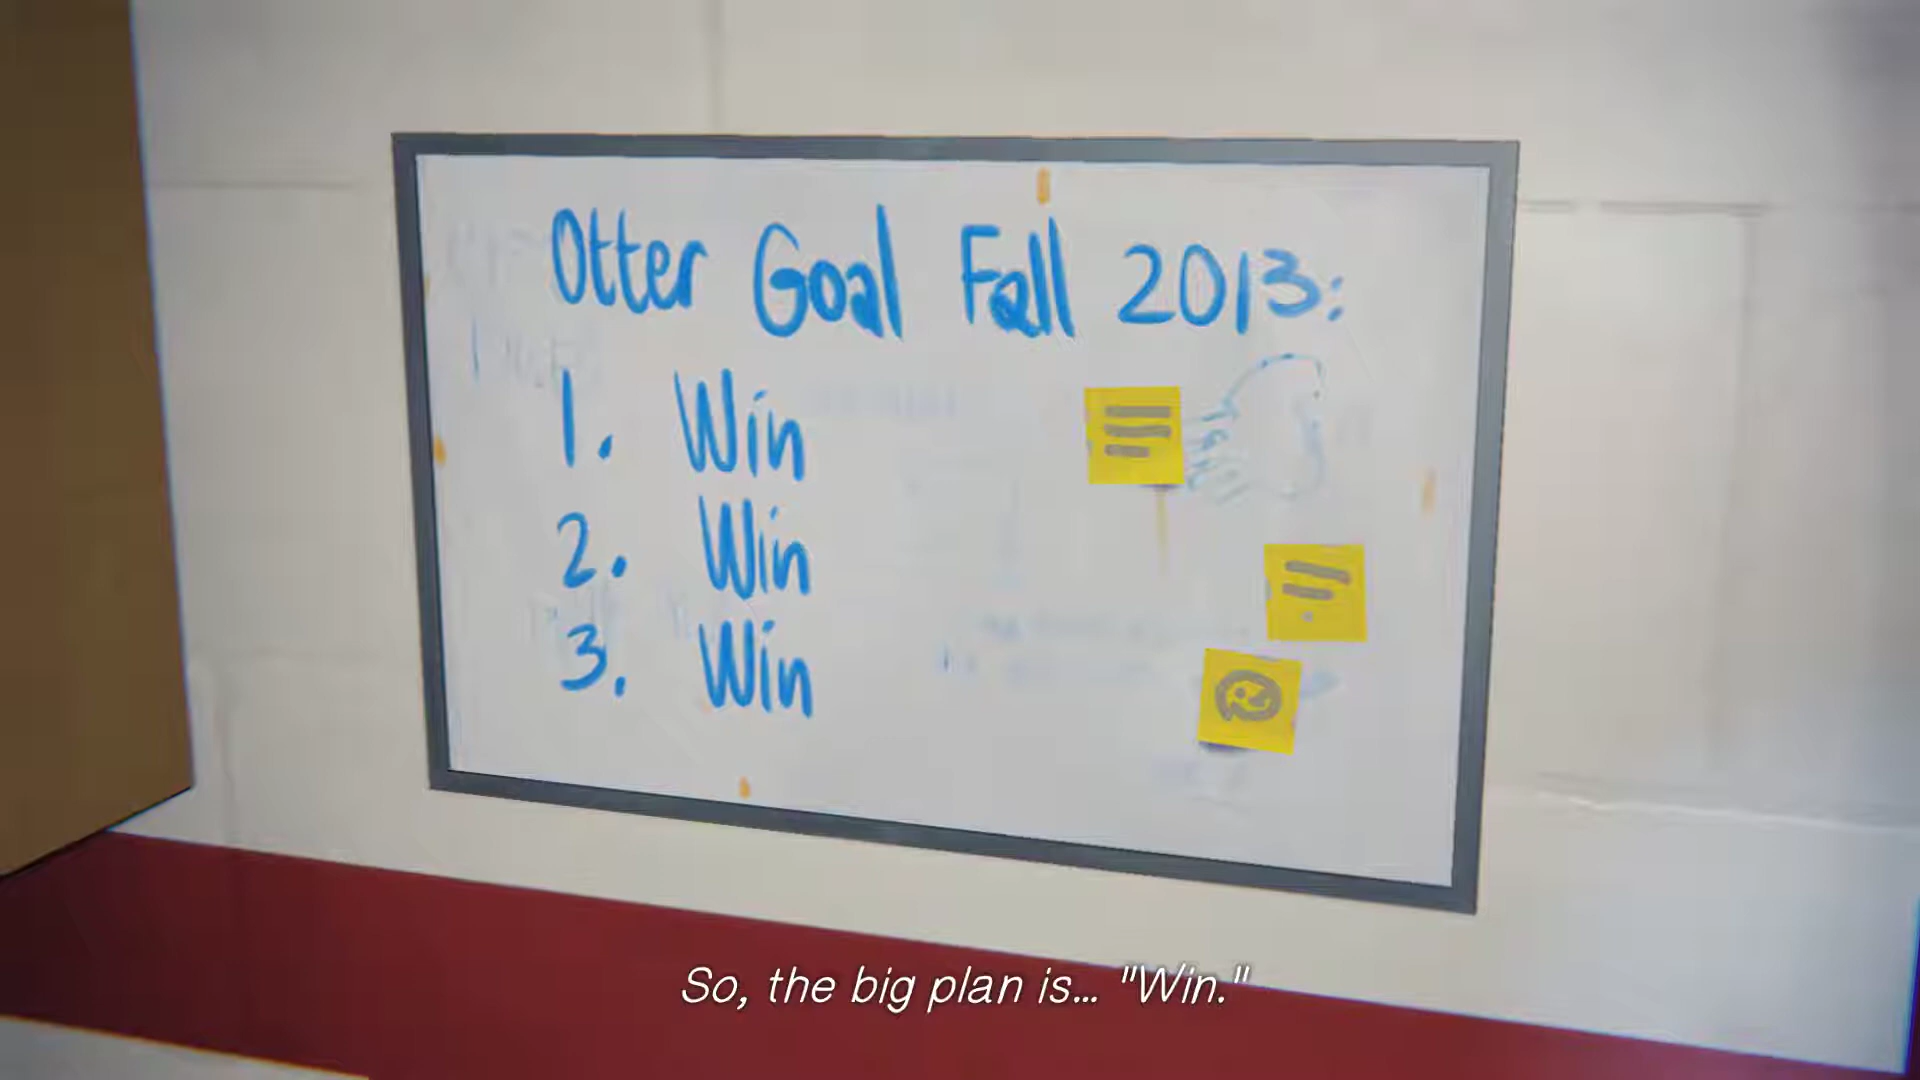 Otter Goal Fall 2013:
1. Win
2. Win
3. Win
So, the big plan is... "Win."